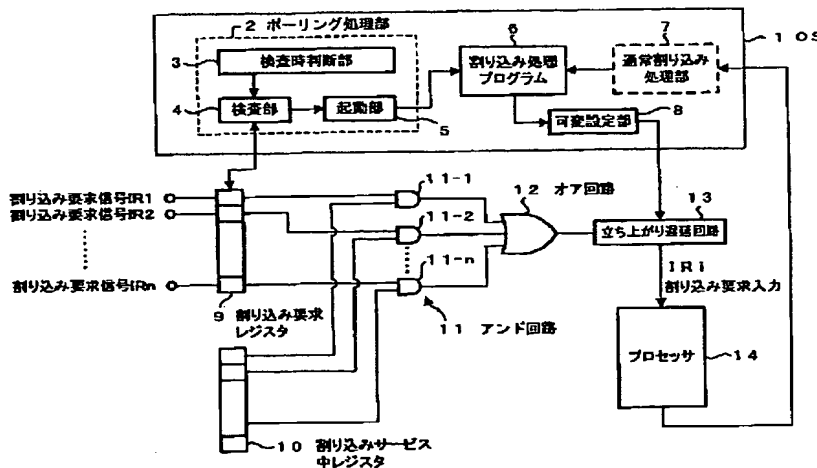 2 ポーリング処理部
3
検査時判断部
4
検査部
起動部
5
6
割り込み処理
プログラム
7
通常割り込み
処理部
1 OS
可変設定部
8
割り込み要求信号IR1
割り込み要求信号IR2
割り込み要求信号IRn
9 割り込み要求
レジスタ
11-1
11-2
11-n
11 アンド回路
12 オア回路
13
立ち上がり遅延回路
IRi
割り込み要求入力
プロセッサ
14
10 割り込みサービス
中レジスタ